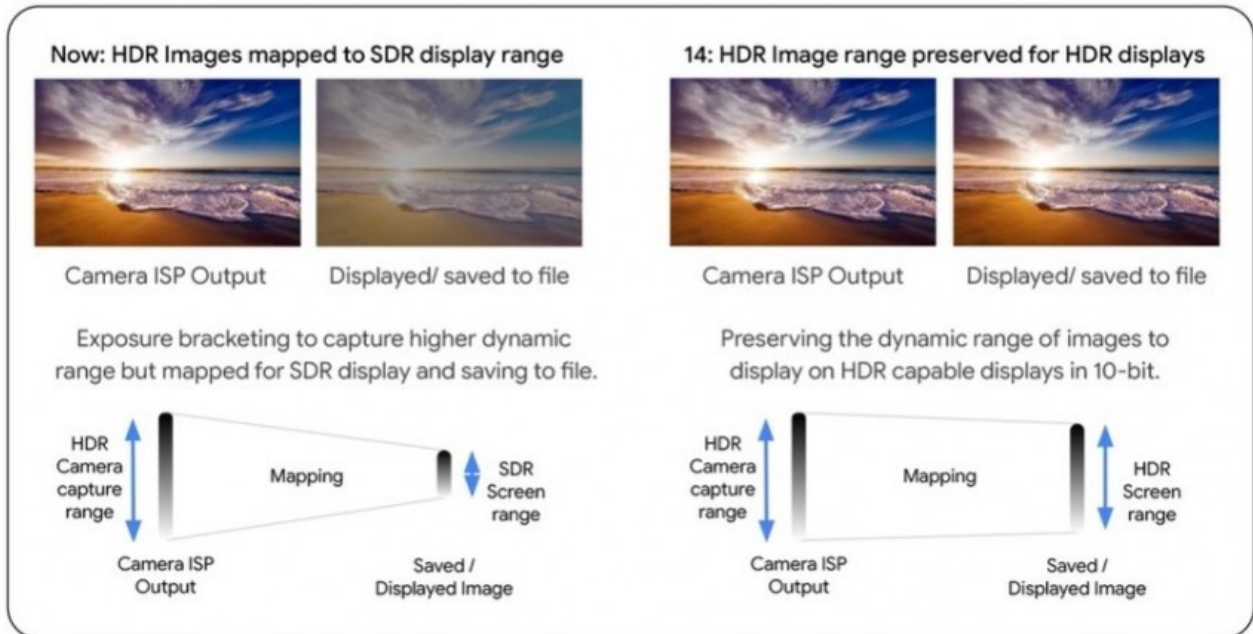 Now: HDR Images mapped to SDR display range
Camera ISP Output
Displayed/ saved to file
Exposure bracketing to capture higher dynamic
range but mapped for SDR display and saving to file.
HDR
Camera
capture
range
Mapping
SDR
Screen
range
Camera ISP
Output
Saved /
Displayed Image
14: HDR Image range preserved for HDR displays
Camera ISP Output
Displayed/ saved to file
Preserving the dynamic range of images to
display on HDR capable displays in 10-bit.
HDR
Camera
capture
range
Mapping
HDR
Screen
range
Camera ISP
Output
Saved /
Displayed Image